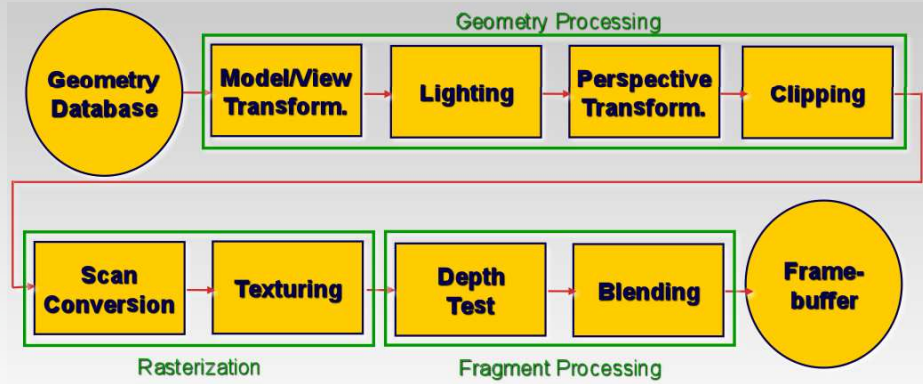 Geometry Processing
Geometry
Database
Model/View
Transform.
Lighting
Perspective
Transform.
Clipping
Scan
Conversion
Texturing
Depth
Test
Blending
Frame-
buffer
Rasterization
Fragment Processing